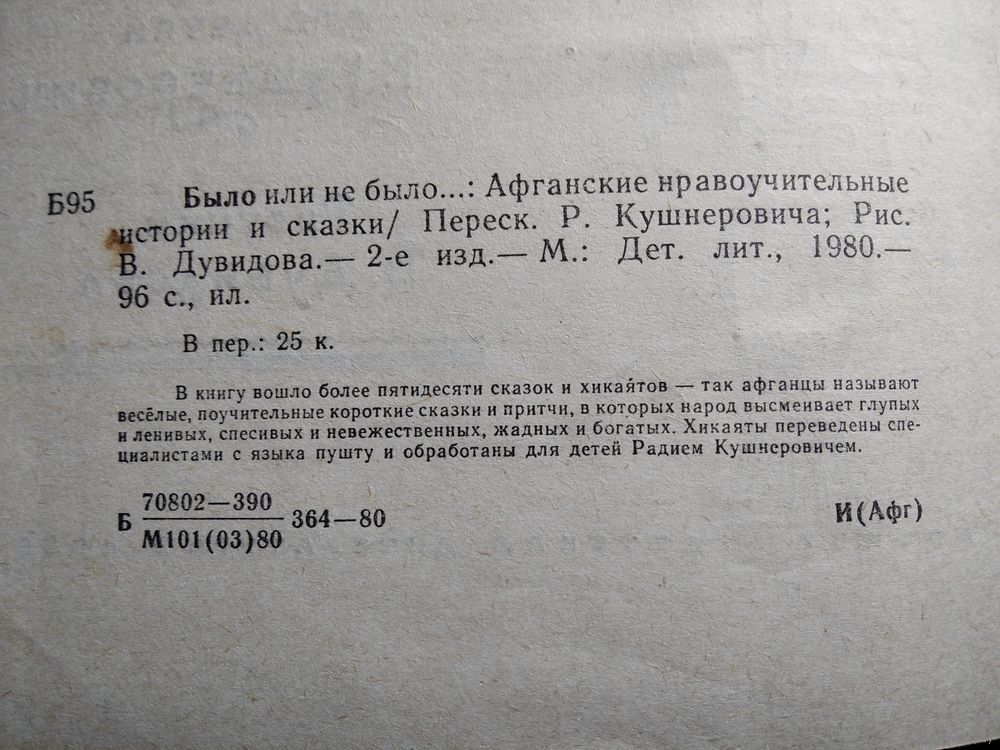 Б95 Было или не было...: Афганские нравоучительные
истории и сказки/ Переск. Р. Кушнеровича; Рис.
В. Дувидова.— 2-е изд.— М.: Дет. лит., 1980.—
96 с., ил.
В пер.: 25 к.
В книгу вошло более пятидесяти сказок и хикаятов — так афганцы называют
весёлые, поучительные короткие сказки и притчи, в которых народ высмеивает глупых
и ленивых, спесивых и невежественных, жадных и богатых. Хикаяты переведены спе-
циалистами с языка пушту и обработаны для детей Радием Кушнеровичем.
70802—390
Б 364—80
М101(03)80
И(Афг)